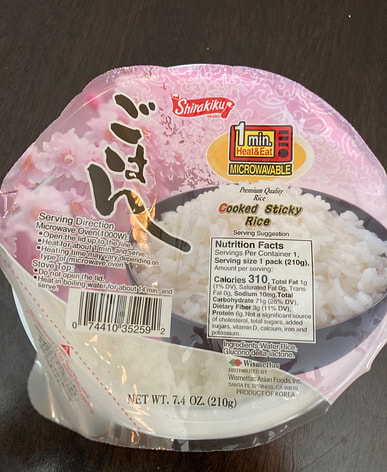 Shirakiku
BRAND
1 min.
Heat&Eat
MICROWAVABLE
Premium Quality
Rice
Cooked Sticky
Rice
Serving Suggestion
Nutrition Facts
Servings Per Container 1,
Serving size 1 pack (210g),
Amount per serving:
Calories 310, Total Fat 1g
(1% DV), Saturated Fat 0g, Trans
Fat 0g, Sodium 10mg, Total
Carbohydrate 71g (26% DV),
Dietary Fiber 3g (11% DV),
Protein 6g. Not a significant source
of cholesterol, total sugars, added
sugars, vitamin D, calcium, iron and
potassium.
Ingredients: Water, Rice,
Glucono delta lactone.
Wismettac
DISTRIBUTED BY
Wismettac Asian Foods, Inc.
SANTA FE SPRINGS, CA 90670
PRODUCT OF KOREA
Serving Direction
Microwave Oven (1000W)
• Open the lid up to the line.
• Heat for about 1 min and serve.
• Heating time may vary depending on
type of microwave oven.
Stove Top
• Do not open the lid.
• Heat in boiling water for about 14 min and
serve.
0 74410 35259 2
NET WT. 7.4 OZ. (210g)